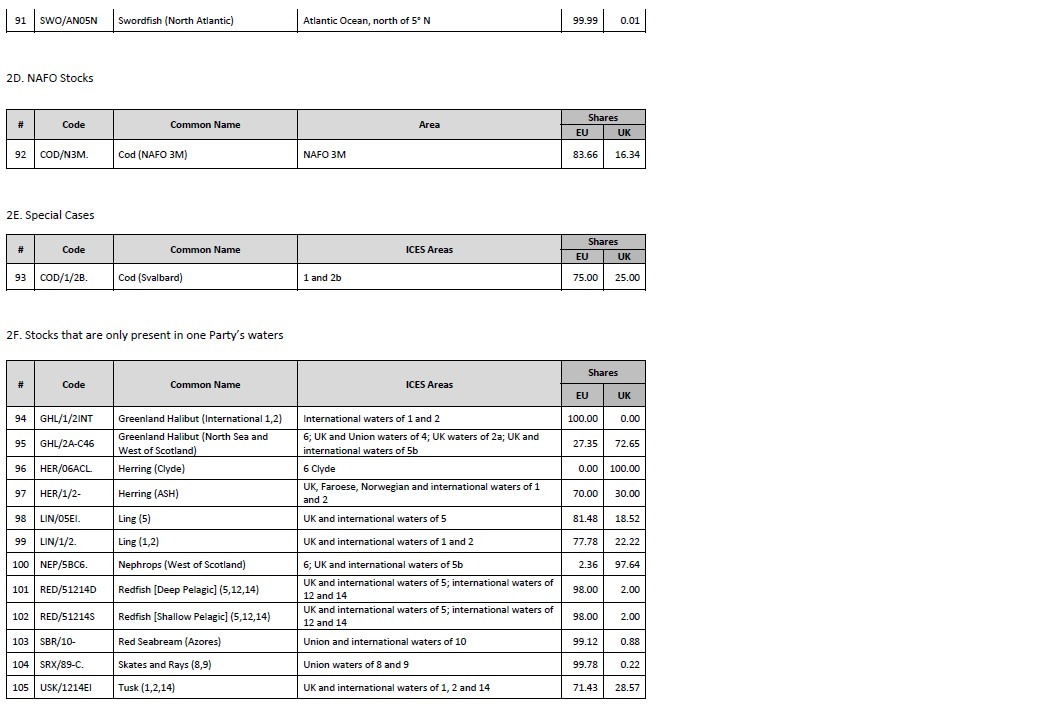 91 SWO/AN05N Swordfish (North Atlantic) Atlantic Ocean, north of 5° N 99.99 0.01
2D. NAFO Stocks
# Code Common Name Area Shares
EU UK
92 COD/N3M. Cod (NAFO 3M) NAFO 3M 83.66 16.34
2E. Special Cases
# Code Common Name ICES Areas Shares
EU UK
93 COD/1/2B. Cod (Svalbard) 1 and 2b 75.00 25.00
2F. Stocks that are only present in one Party's waters
# Code Common Name ICES Areas Shares
EU UK
94 GHL/1/2INT Greenland Halibut (International 1,2) International waters of 1 and 2 100.00 0.00
95 GHL/2A-C46 Greenland Halibut (North Sea and West of Scotland) 6; UK and Union waters of 4; UK waters of 2a; UK and international waters of 5b 27.35 72.65
96 HER/06ACL. Herring (Clyde) 6 Clyde 0.00 100.00
97 HER/1/2- Herring (ASH) UK, Faroese, Norwegian and international waters of 1 and 2 70.00 30.00
98 LIN/05EI. Ling (5) UK and international waters of 5 81.48 18.52
99 LIN/1/2. Ling (1,2) UK and international waters of 1 and 2 77.78 22.22
100 NEP/5BC6. Nephrops (West of Scotland) 6; UK and international waters of 5b 2.36 97.64
101 RED/51214D Redfish [Deep Pelagic] (5,12,14) UK and international waters of 5; international waters of 12 and 14 98.00 2.00
102 RED/51214S Redfish [Shallow Pelagic] (5,12,14) UK and international waters of 5; international waters of 12 and 14 98.00 2.00
103 SBR/10- Red Seabream (Azores) Union and international waters of 10 99.12 0.88
104 SRX/89-C. Skates and Rays (8,9) Union waters of 8 and 9 99.78 0.22
105 USK/1214EI Tusk (1,2,14) UK and international waters of 1, 2 and 14 71.43 28.57